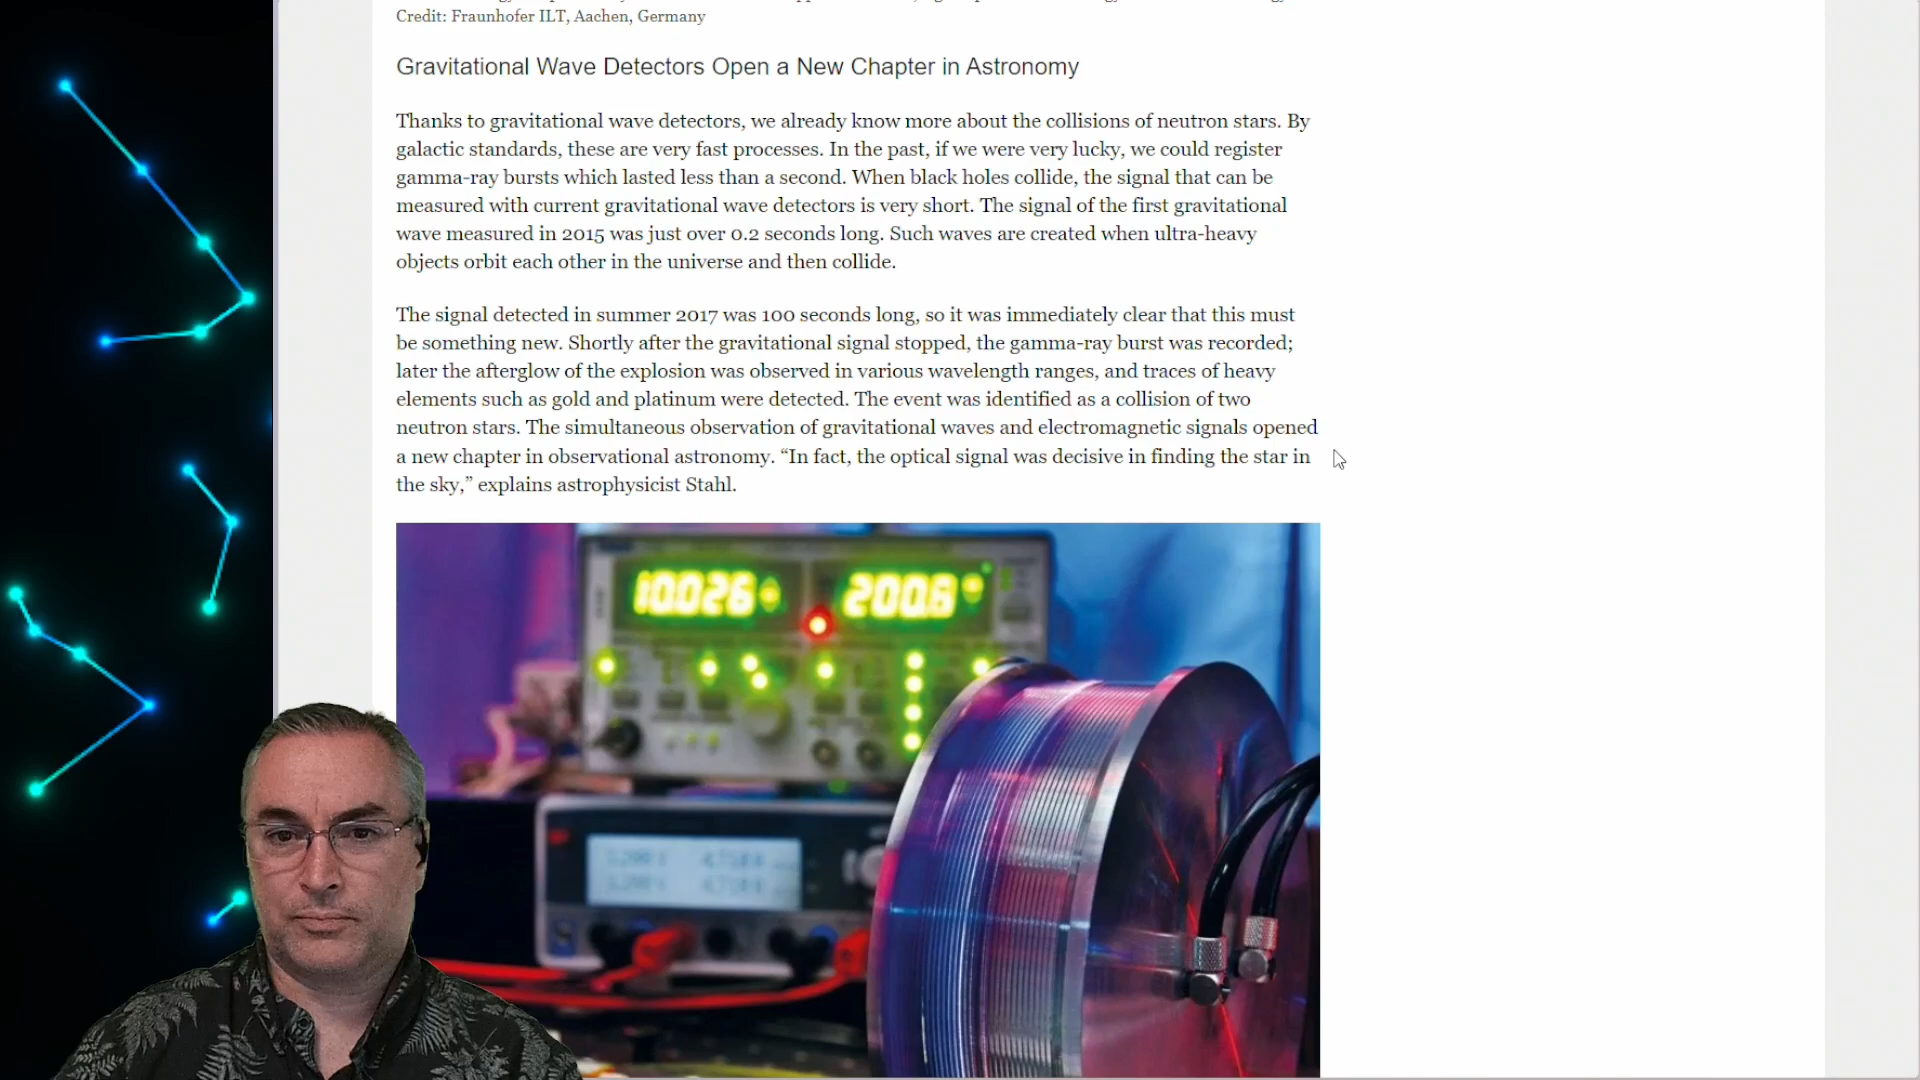 Credit: Fraunhofer ILT, Aachen, Germany
Gravitational Wave Detectors Open a New Chapter in Astronomy
Thanks to gravitational wave detectors, we already know more about the collisions of neutron stars. By
galactic standards, these are very fast processes. In the past, if we were very lucky, we could register
gamma-ray bursts which lasted less than a second. When black holes collide, the signal that can be
measured with current gravitational wave detectors is very short. The signal of the first gravitational
wave measured in 2015 was just over 0.2 seconds long. Such waves are created when ultra-heavy
objects orbit each other in the universe and then collide.
The signal detected in summer 2017 was 100 seconds long, so it was immediately clear that this must
be something new. Shortly after the gravitational signal stopped, the gamma-ray burst was recorded;
later the afterglow of the explosion was observed in various wavelength ranges, and traces of heavy
elements such as gold and platinum were detected. The event was identified as a collision of two
neutron stars. The simultaneous observation of gravitational waves and electromagnetic signals opened
a new chapter in observational astronomy. “In fact, the optical signal was decisive in finding the star in
the sky,” explains astrophysicist Stahl.
10.026 200.6